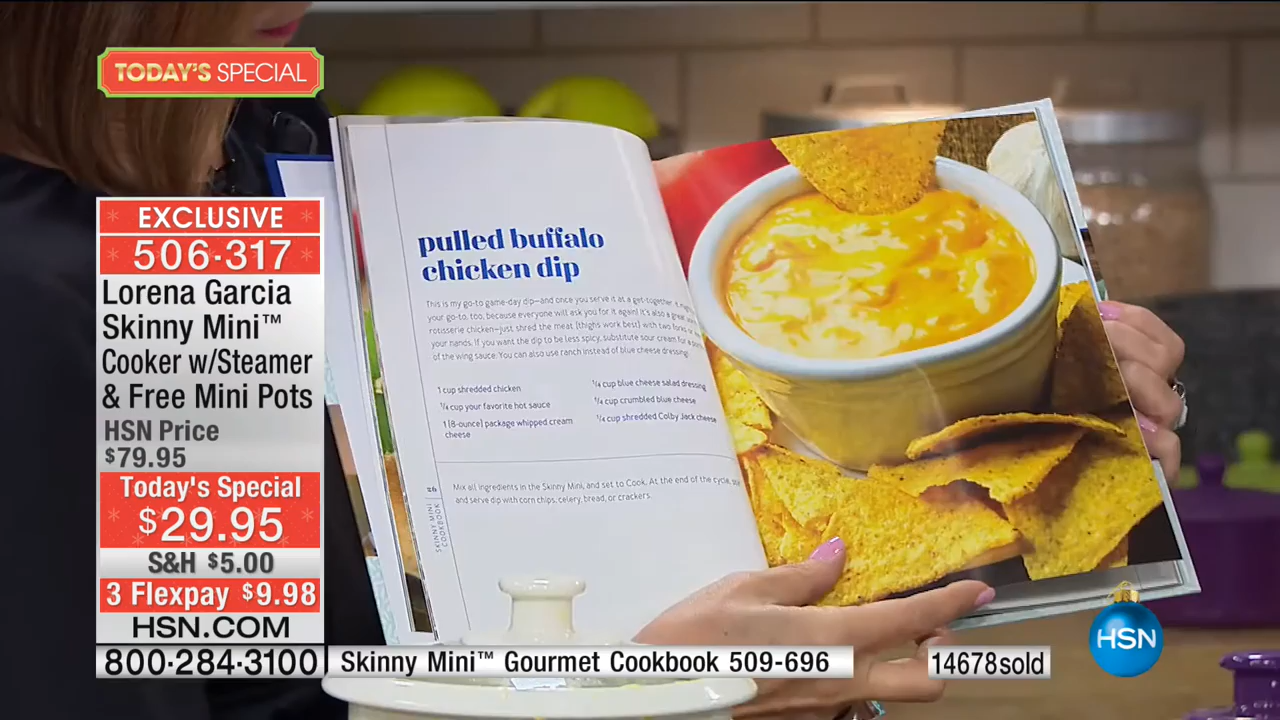 TODAY'S SPECIAL
EXCLUSIVE
506·317
Lorena Garcia
Skinny Mini™
Cooker w/Steamer
& Free Mini Pots
HSN Price
$79.95
Today's Special
$29.95
S&H $5.00
3 Flexpay $9.98
HSN.COM
800·284·3100
Skinny Mini™ Gourmet Cookbook 509-696
14678sold
HSN
pulled buffalo
chicken dip
This is my go-to game-day dip—and once you serve it at a get-together, it
your go-to, too, because everyone will ask you for it again! It's also a great
rotisserie chicken—just shred the meat (thighs work best) with two forks or
your hands. If you want the dip to be less spicy, substitute sour cream for
of the wing sauce. You can also use ranch instead of blue cheese dressing.
1 cup shredded chicken
¼ cup your favorite hot sauce
1 (8-ounce) package whipped cream
cheese
¼ cup blue cheese salad dressing
¼ cup crumbled blue cheese
¼ cup shredded Colby Jack cheese
Mix all ingredients in the Skinny Mini, and set to Cook. At the end of the cycle,
and serve dip with corn chips, celery, bread, or crackers.
SKINNY MINI
COOKBOOK